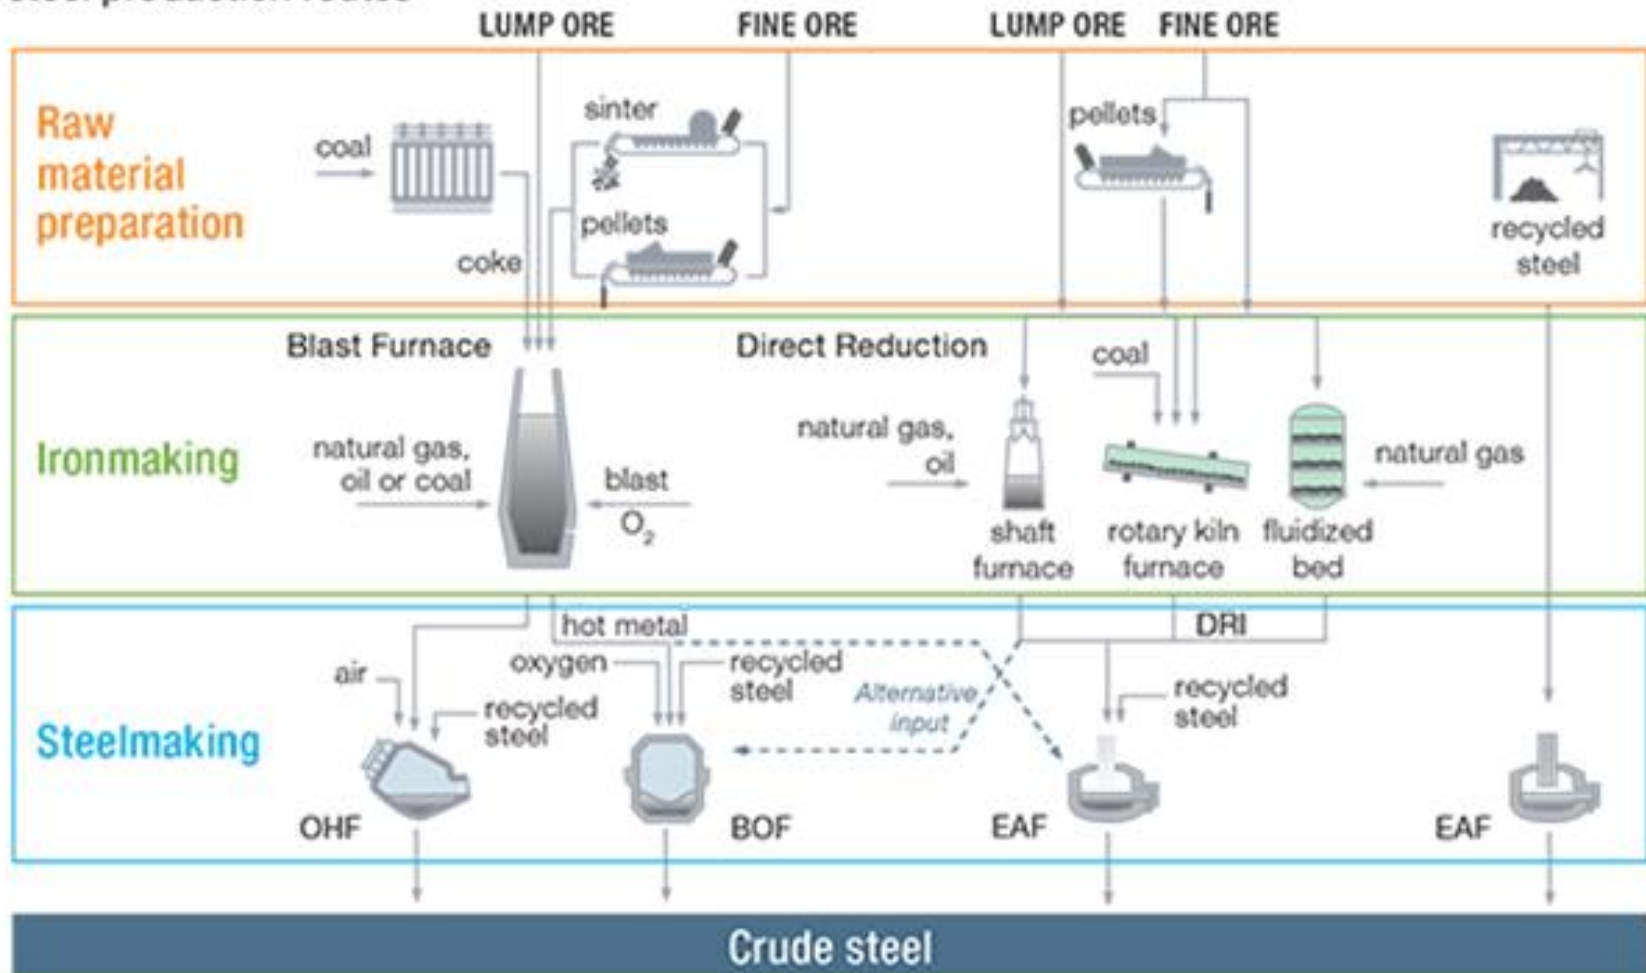 steel production routes
LUMP ORE
FINE ORE
LUMP ORE
FINE ORE
Raw
material
preparation
coal
coke
sinter
pellets
pellets
recycled
steel
Ironmaking
Blast Furnace
natural gas,
oil or coal
blast
O₂
Direct Reduction
natural gas,
oil
coal
natural gas
shaft
furnace
rotary kiln
furnace
fluidized
bed
Steelmaking
hot metal
air
recycled
steel
oxygen
recycled
steel
Alternative
input
DRI
recycled
steel
OHF
BOF
EAF
EAF
Crude steel